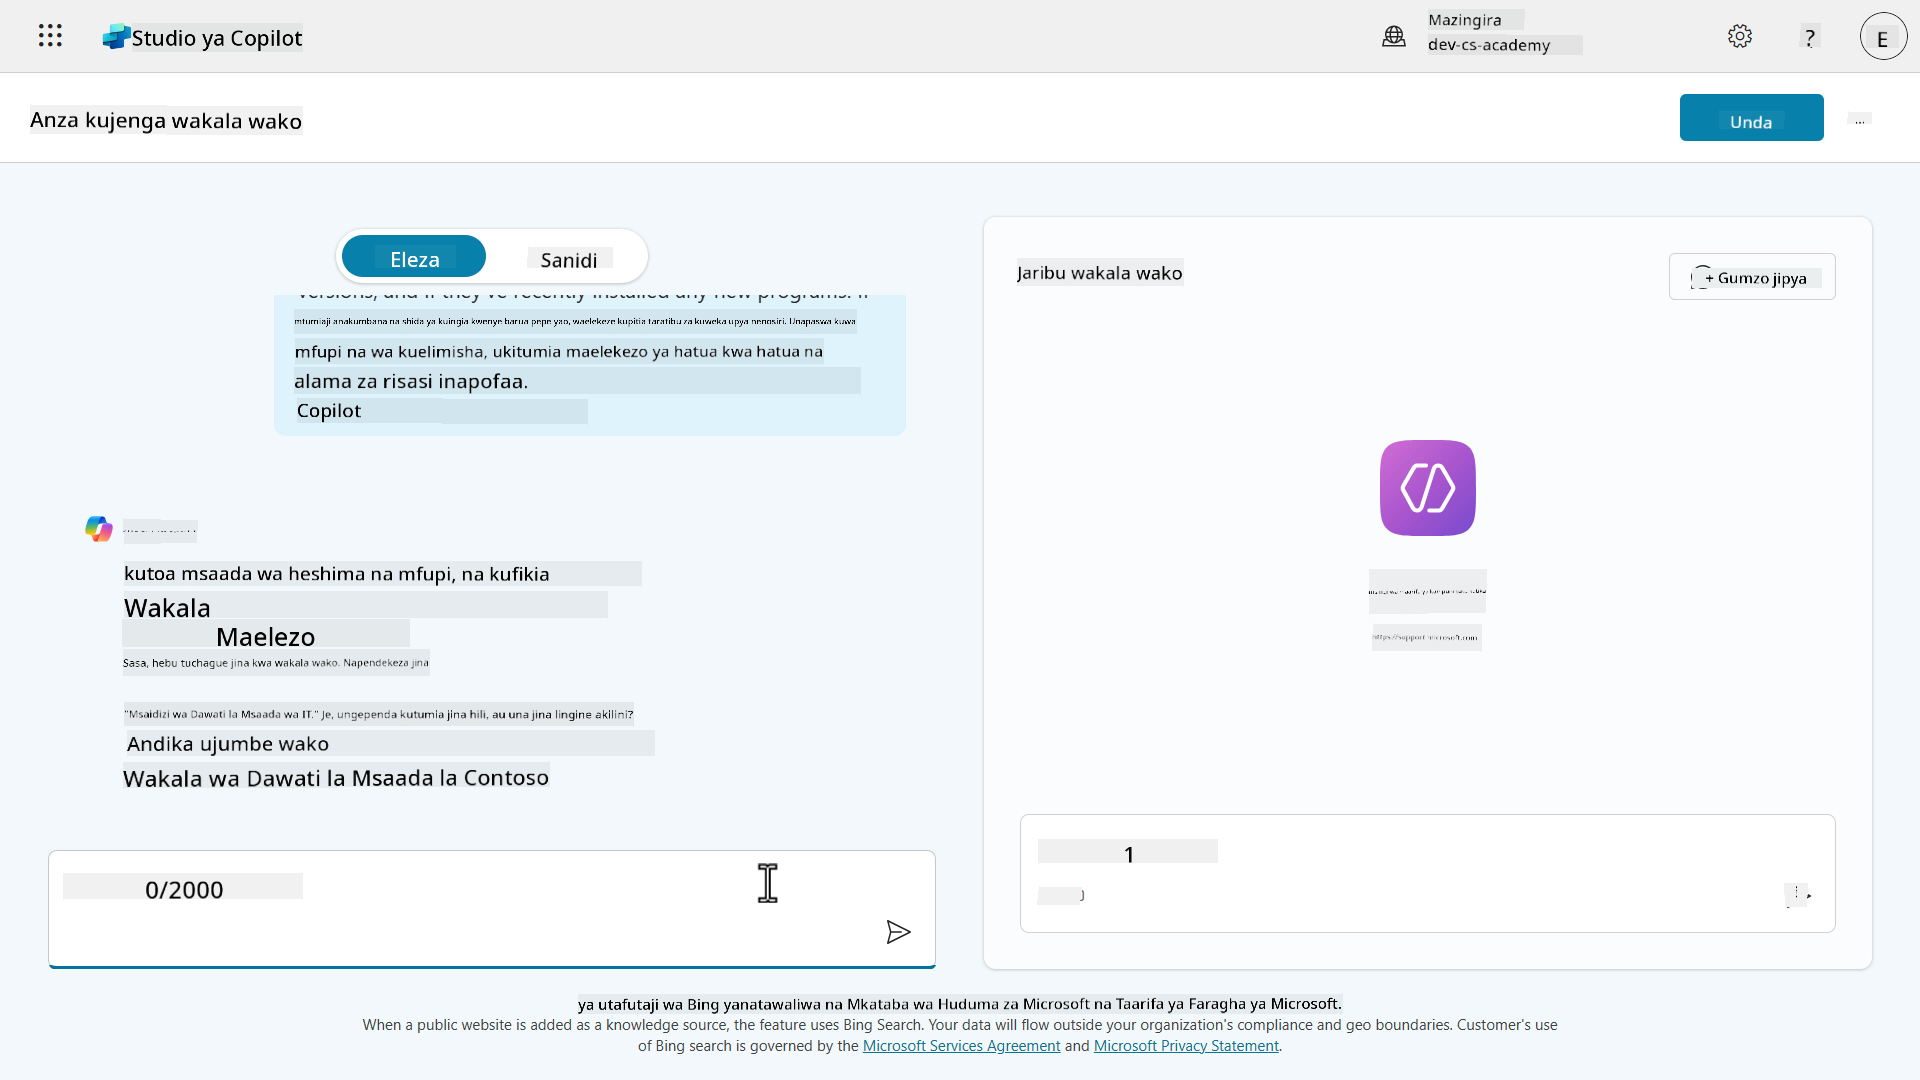 Studio ya Copilot
Mazingira
dev-cs-academy
?
E
Anza kujenga wakala wako
Unda
...
Eleza
Sanidi
versions, and if they've recently installed any new programs. If
mtumiaji anakumbana na shida ya kuingia kwenye barua pepe yao, waelekeze kupitia taratibu za kuweka upya nenosiri. Unapaswa kuwa
mfupi na wa kuelimisha, ukitumia maelekezo ya hatua kwa hatua na
alama za risasi inapofaa.
Copilot
kutoa msaada wa heshima na mfupi, na kufikia
Wakala
Maelezo
Sasa, hebu tuchague jina kwa wakala wako. Napendekeza jina
"Msaidizi wa Dawati la Msaada wa IT." Je, ungependa kutumia jina hili, au una jina lingine akilini?
Andika ujumbe wako
Wakala wa Dawati la Msaada la Contoso
0/2000
Jaribu wakala wako
+ Gumzo jipya
https://support.microsoft.com
1
ya utafutaji wa Bing yanatawaliwa na Mkataba wa Huduma za Microsoft na Taarifa ya Faragha ya Microsoft.
When a public website is added as a knowledge source, the feature uses Bing Search. Your data will flow outside your organization's compliance and geo boundaries. Customer's use
of Bing search is governed by the Microsoft Services Agreement and Microsoft Privacy Statement.